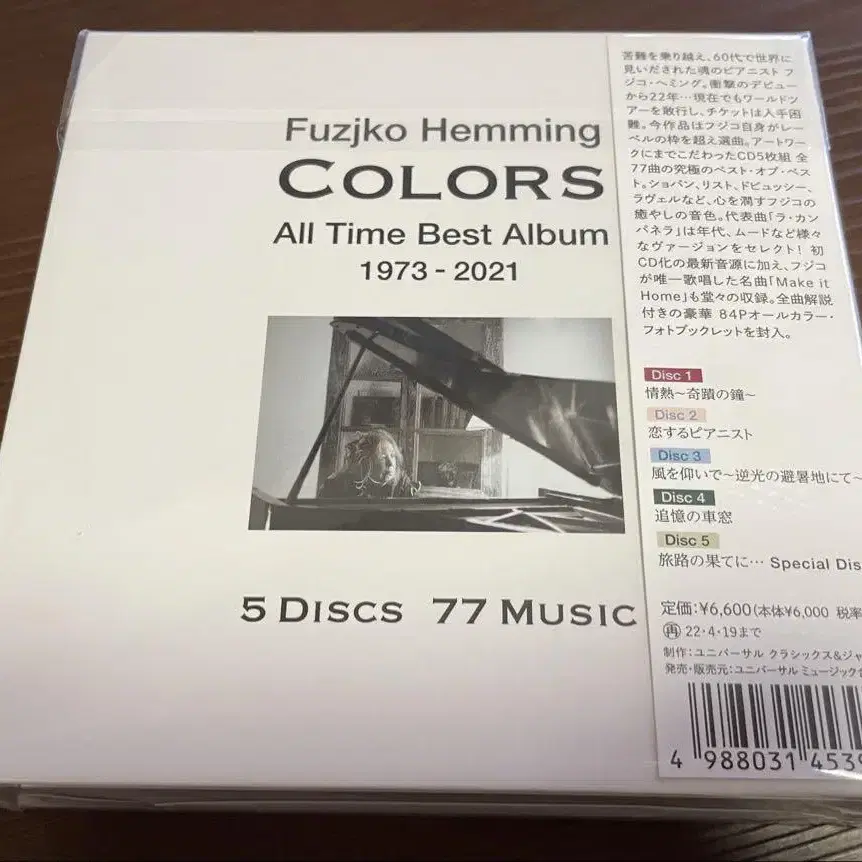 Fuzjko Hemming
COLORS
All Time Best Album
1973 - 2021
5 DISCS 77 MUSIC
苦難を乗り越え、60代で世界に
見いだされた魂のピアニスト フ
ジコ・ヘミング。衝撃のデビュー
から22年…現在でもワールドツ
アーを敢行し、チケットは入手困
難。今作品はフジコ自身がレー
ベルの枠を超え選曲。アートワー
クにまでこだわったCD5枚組 全
77曲の究極のベスト・オブ・ベス
ト。ショパン、リスト、ドビュッシー、
ラヴェルなど、心を潤すフジコの
癒やしの音色。代表曲「ラ・カン
パネラ」は年代、ムードなど様々
なヴァージョンをセレクト! 初
CD化の最新音源に加え、フジコ
が唯一歌唱した名曲「Make it
Home」も堂々の収録。全曲解説
付きの豪華 84Pオールカラー・
フォトブックレットを封入。
Disc 1
情熱~奇蹟の鐘~
Disc 2
恋するピアニスト
Disc 3
風を仰いで~逆光の避暑地にて~
Disc 4
追憶の車窓
Disc 5
旅路の果てに… Special Dis
定価:¥6,600(本体¥6,000 税率
再 22・4・19まで
制作:ユニバーサル クラシックス&ジャ
発売・販売元:ユニバーサル ミュージック合
4 988031 4539